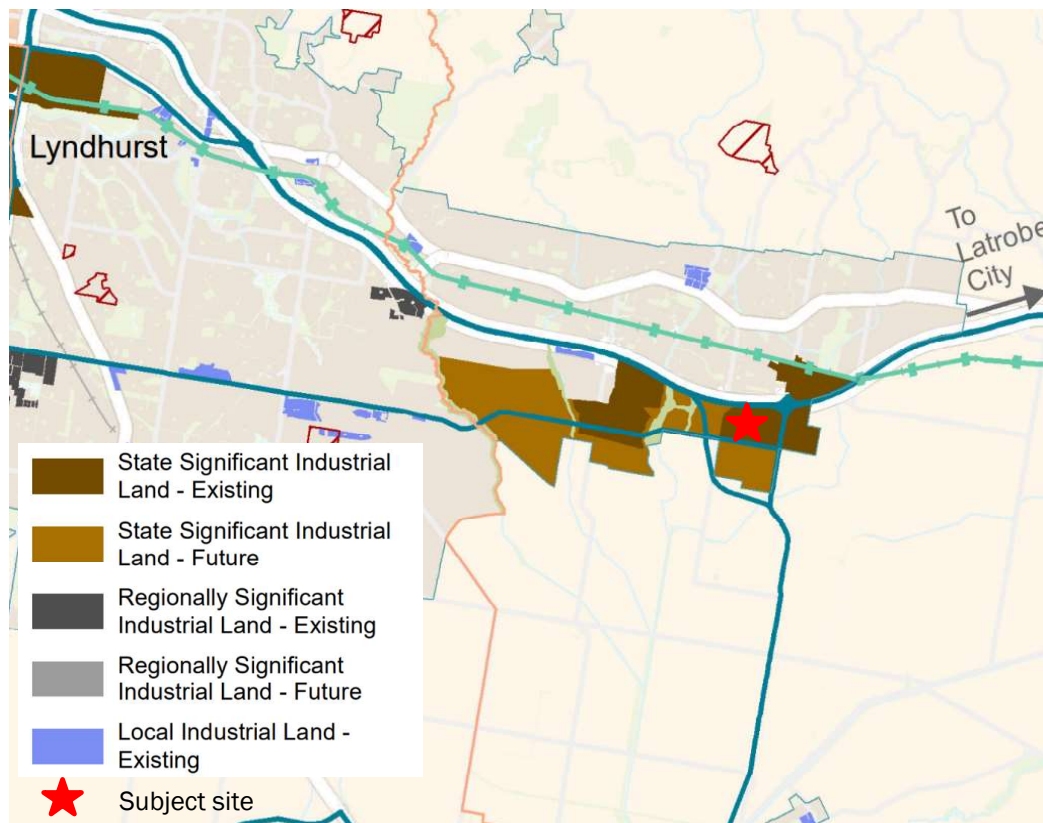 Lyndhurst
To
Latrobe
City
State Significant Industrial
Land - Existing
State Significant Industrial
Land - Future
Regionally Significant
Industrial Land - Existing
Regionally Significant
Industrial Land - Future
Local Industrial Land -
Existing
Subject site